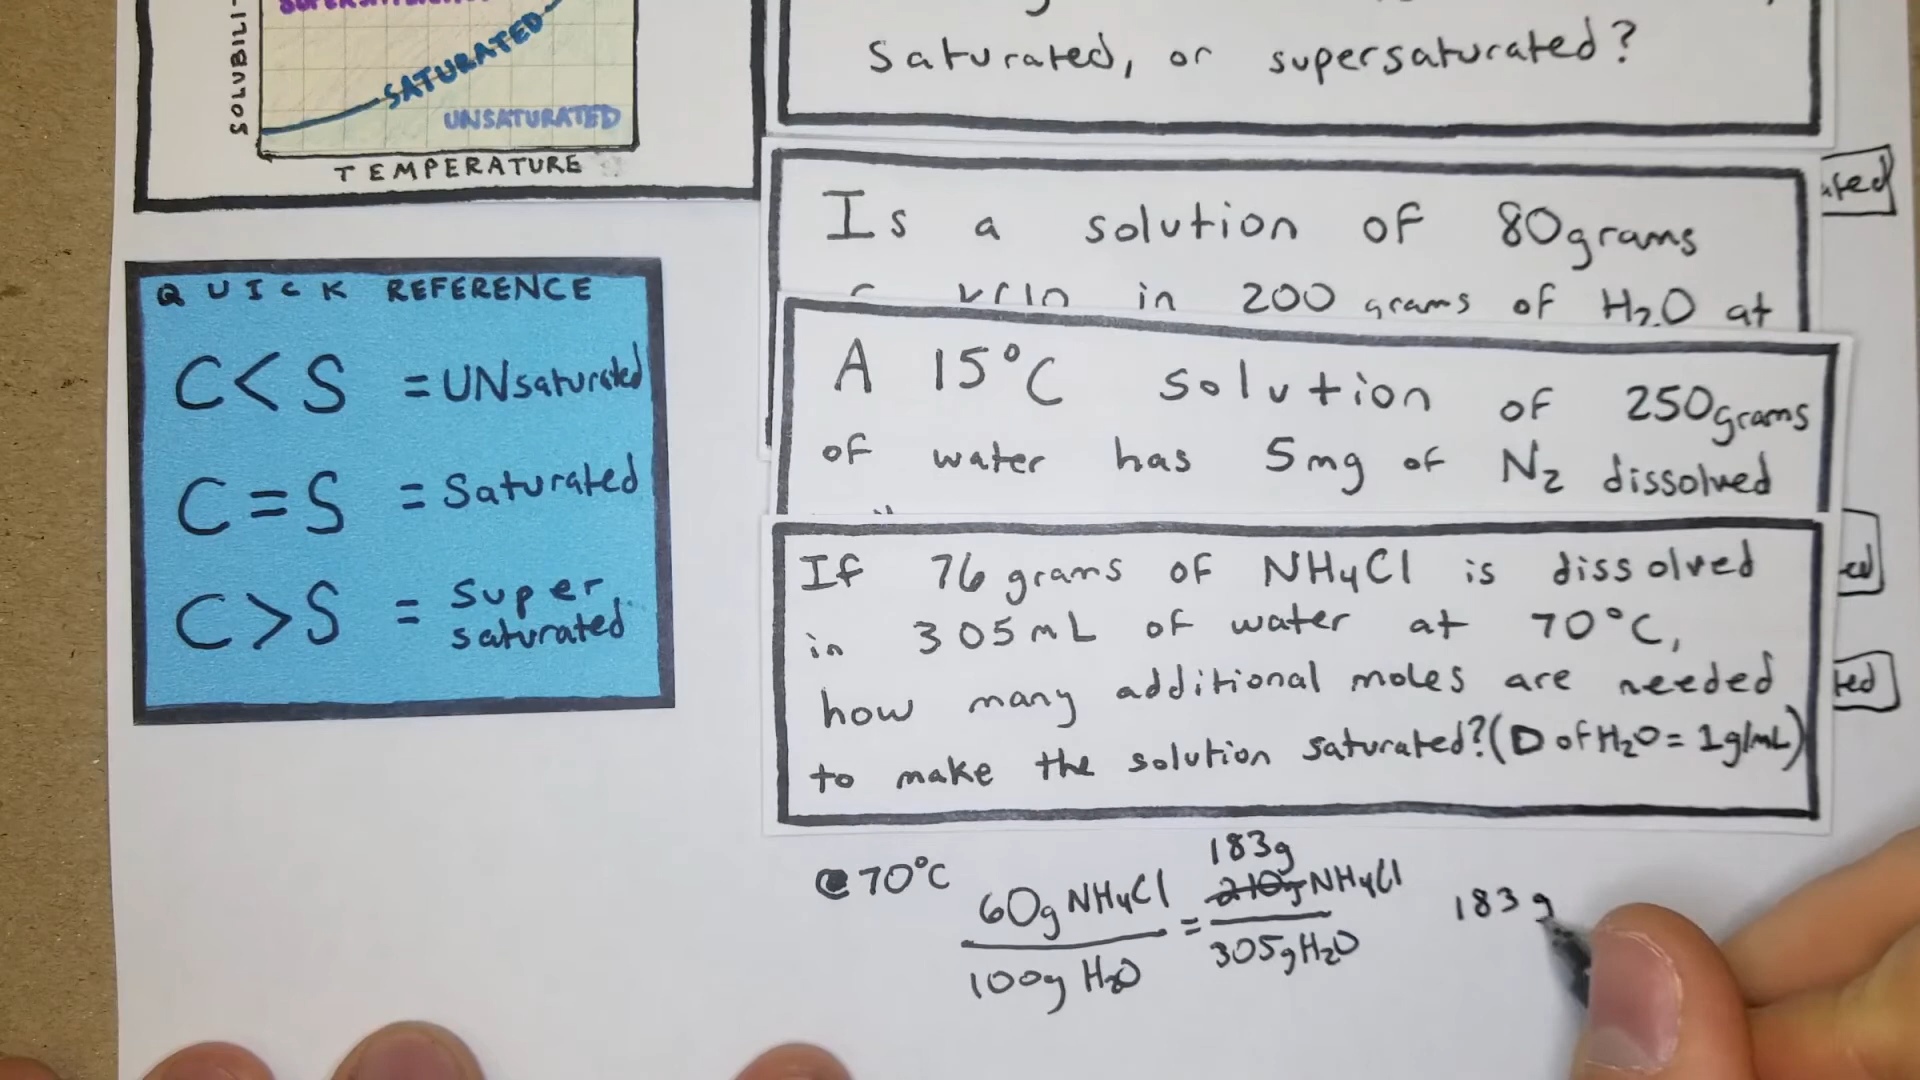 SATURATED
UNSATURATED
TEMPERATURE
QUICK REFERENCE
C < S = UNsaturated
C = S = Saturated
C > S = super
saturated
saturated, or supersaturated?
Is a solution of 80grams
in 200 grams of H2O at
A 15°C solution of 250grams
of water has 5mg of N2 dissolved
If 76 grams of NH4Cl is dissolved
in 305mL of water at 70°C,
how many additional moles are needed
to make the solution saturated? (D of H2O = 1g/mL)
@ 70°C
60g NH4Cl
100g H2O
=
183g
210g NH4Cl
305g H2O
183g